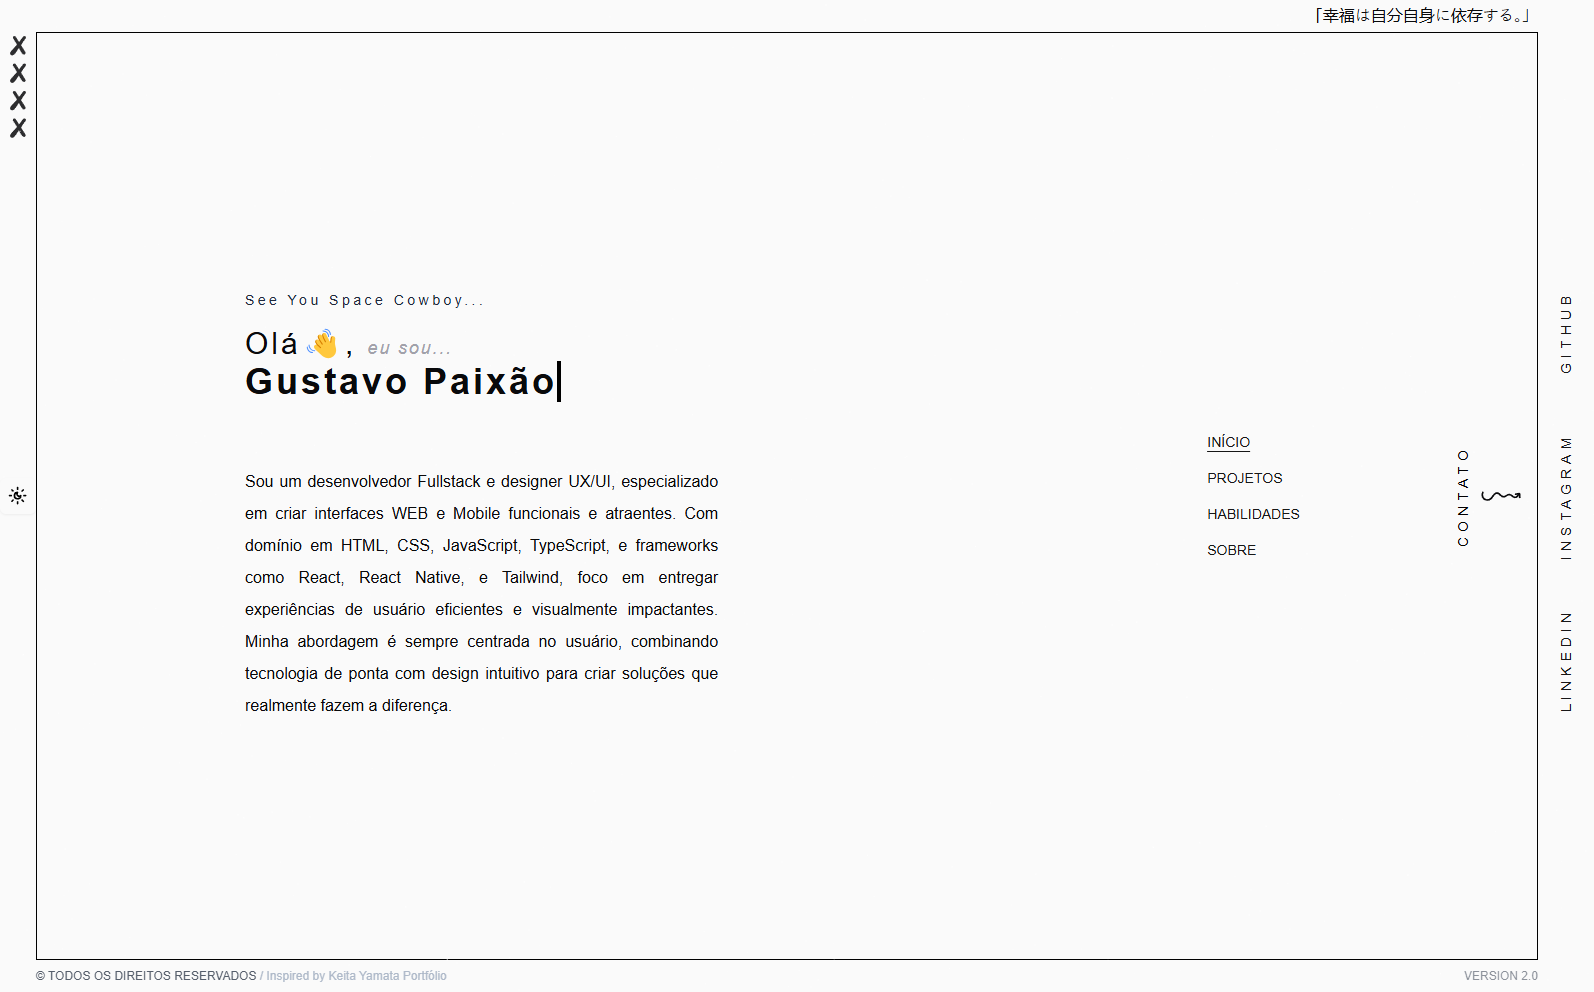 「幸福は自分自身に依存する。」
See You Space Cowboy...
Olá 👋, eu sou...
Gustavo Paixão
Sou um desenvolvedor Fullstack e designer UX/UI, especializado
em criar interfaces WEB e Mobile funcionais e atraentes. Com
domínio em HTML, CSS, JavaScript, TypeScript, e frameworks
como React, React Native, e Tailwind, foco em entregar
experiências de usuário eficientes e visualmente impactantes.
Minha abordagem é sempre centrada no usuário, combinando
tecnologia de ponta com design intuitivo para criar soluções que
realmente fazem a diferença.
INÍCIO
PROJETOS
HABILIDADES
SOBRE
CONTATO
GITHUB
INSTAGRAM
LINKEDIN
© TODOS OS DIREITOS RESERVADOS / Inspired by Keita Yamata Portfólio
VERSION 2.0